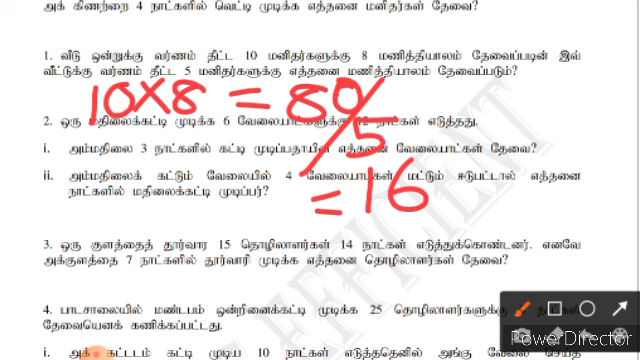 அக் கிணற்றை 4 நாட்களில் வெட்டி முடிக்க எத்தனை மனிதர்கள் தேவை?
1. வீடு ஒன்றுக்கு வர்ணம் தீட்ட 10 மனிதர்களுக்கு 8 மணித்தியாலம் தேவைப்படின் இவ்
வீட்டுக்கு வர்ணம் தீட்ட 5 மனிதர்களுக்கு எத்தனை மணித்தியாலம் தேவைப்படும்?
10×8 = 80/5
= 16
2. ஒரு மதிலைக்கட்டி முடிக்க 6 வேலையாட்களுக்கு 12 நாட்கள் எடுத்தது.
i. அம்மதிலை 3 நாட்களில் கட்டி முடிப்பதாயின் எத்தனை வேலையாட்கள் தேவை?
ii. அம்மதிலைக் கட்டும் வேலையில் 4 வேலையாட்கள் மட்டும் ஈடுபட்டால் எத்தனை
நாட்களில் மதிலைக்கட்டி முடிப்பர்?
3. ஒரு குளத்தைத் தூர்வார 15 தொழிலாளர்கள் 14 நாட்கள் எடுத்துக்கொண்டனர். எனவே
அக்குளத்தை 7 நாட்களில் தூர்வாரி முடிக்க எத்தனை தொழிலாளர்கள் தேவை?
4. பாடசாலையில் மண்டபம் ஒன்றினைக்கட்டி முடிக்க 25 தொழிலாளர்களுக்கு நாட்கள்
தேவையெனக் கணிக்கப்பட்டது.
i. அக் கட்டடம் கட்டி முடிய 10 நாட்கள் எடுத்ததெனில் அங்கு வேலை செய்த
PowerDirector